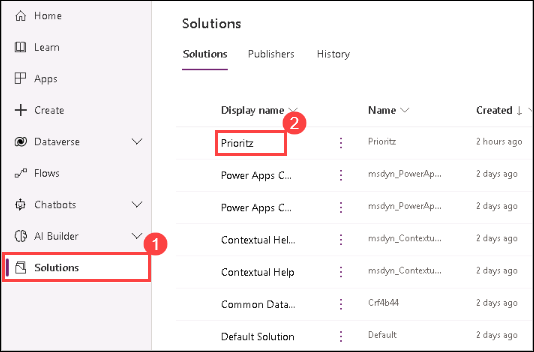 Home
Learn
Apps
Create
Dataverse
Flows
Chatbots
AI Builder
1
Solutions
Solutions
Solutions Publishers History
Display name Name Created
2
Prioritz Prioritz 2 hours ago
Power Apps C... msdyn_PowerAp... 2 days ago
Power Apps C... msdyn_PowerAp... 2 days ago
Contextual Hel... msdyn_Contextu... 2 days ago
Contextual Help msdyn_Contextu... 2 days ago
Common Data... Crf4b44 2 days ago
Default Solution Default 2 days ago